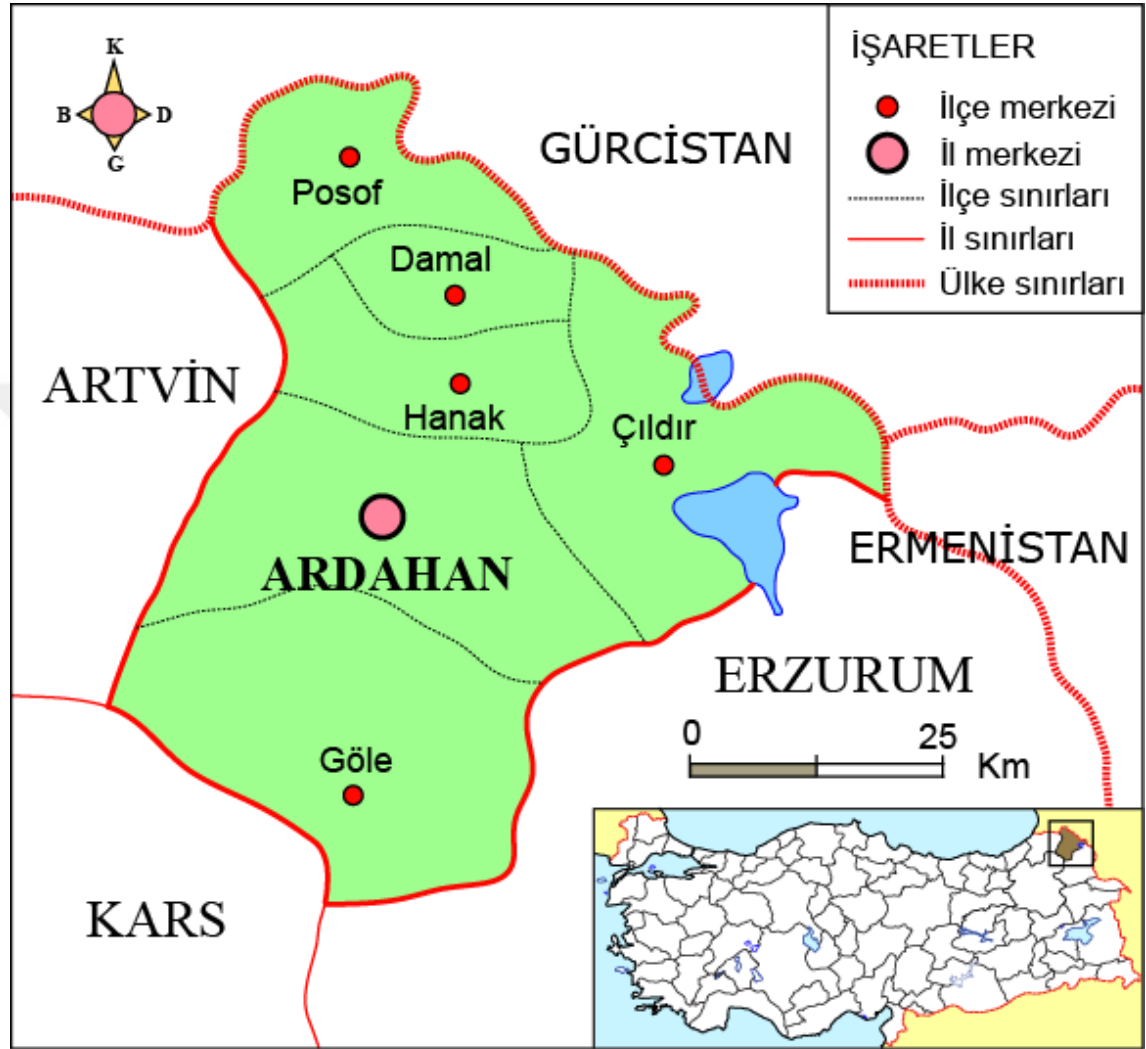 K
B
D
G
İŞARETLER
İlçe merkezi
İl merkezi
İlçe sınırları
İl sınırları
Ülke sınırları
GÜRCİSTAN
Posof
Damal
ARTVİN
Hanak
Çıldır
ARDAHAN
ERMENİSTAN
ERZURUM
0
25
Km
Göle
KARS